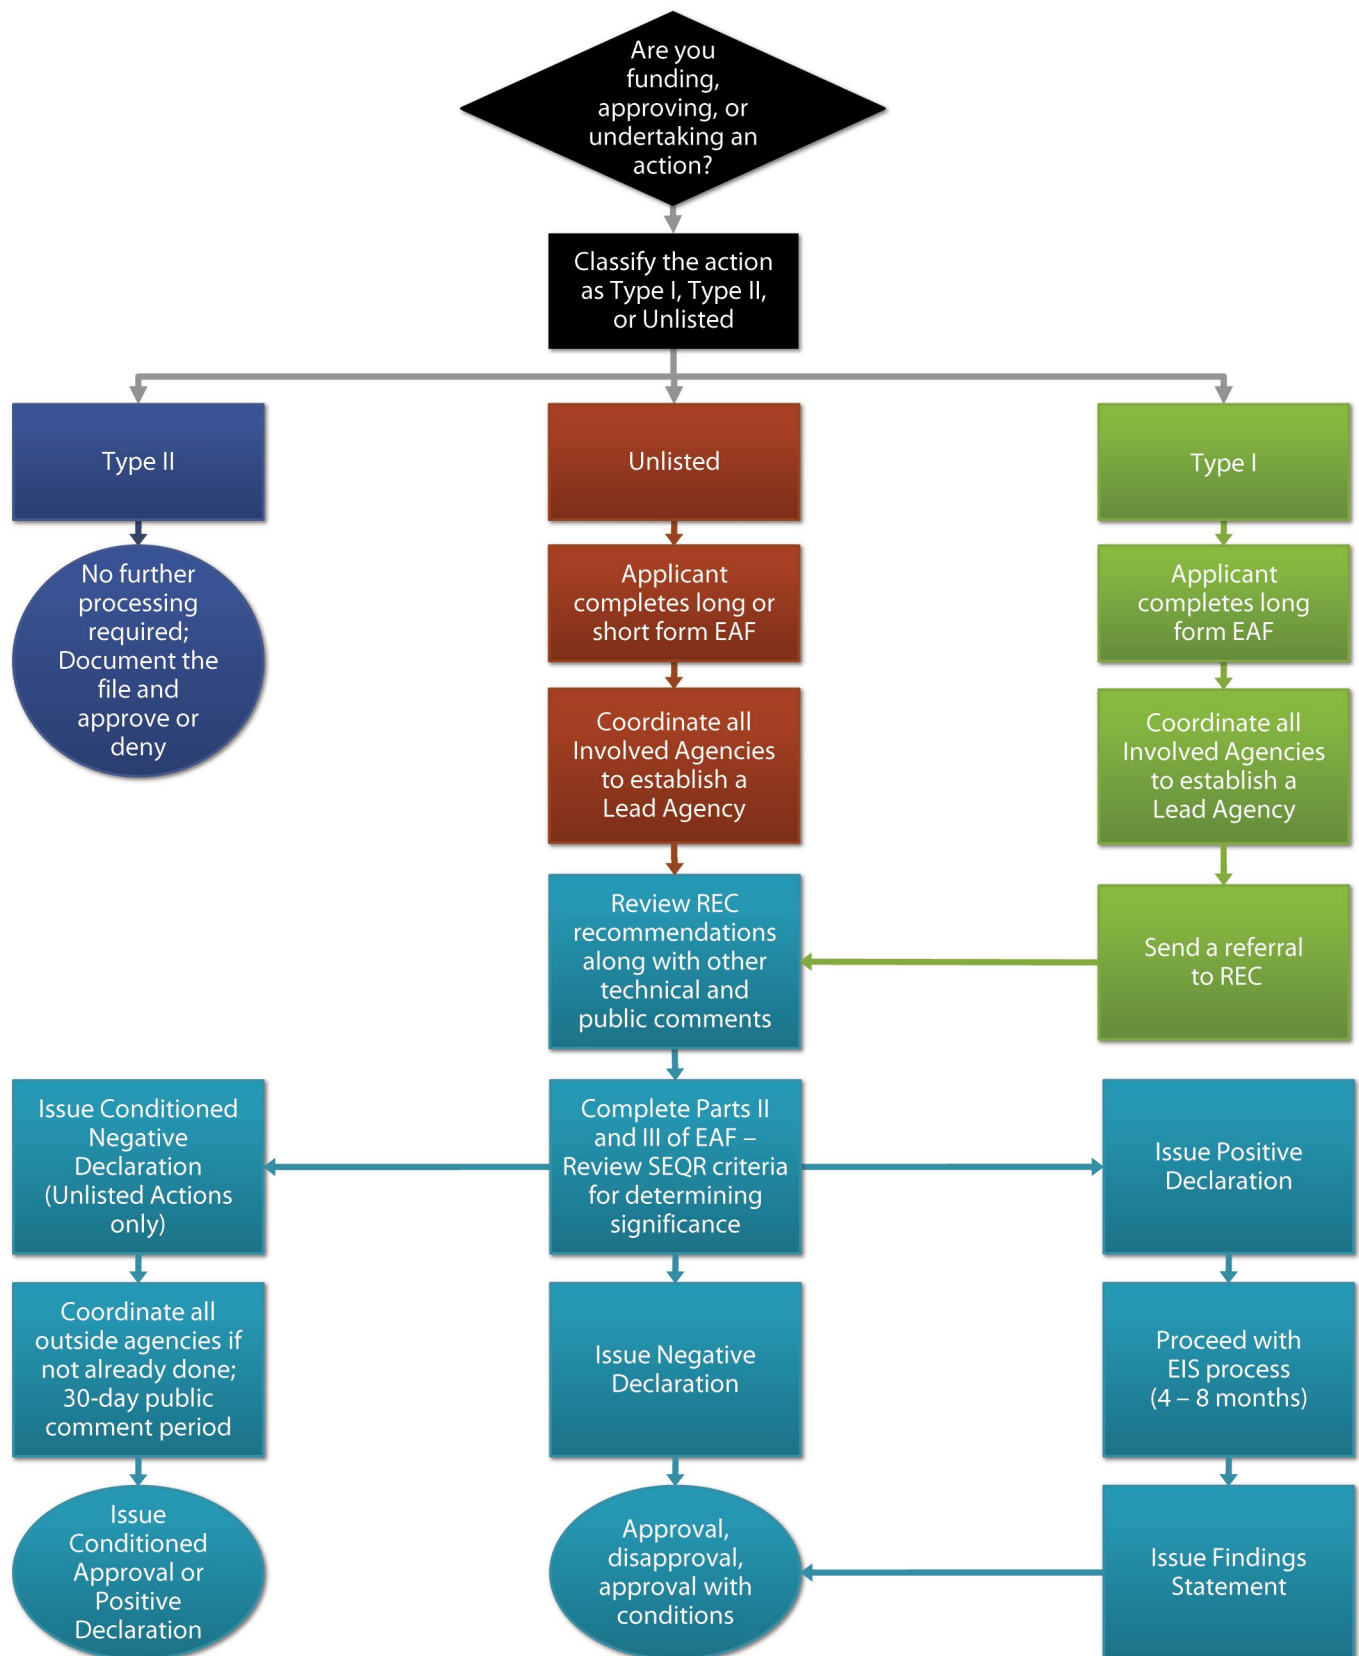 Are you
funding,
approving, or
undertaking an
action?
Classify the action
as Type I, Type II,
or Unlisted
Type II
Unlisted
Type I
No further
processing
required;
Document the
file and
approve or
deny
Applicant
completes long or
short form EAF
Applicant
completes long
form EAF
Coordinate all
Involved Agencies
to establish a
Lead Agency
Coordinate all
Involved Agencies
to establish a
Lead Agency
Review REC
recommendations
along with other
technical and
public comments
Send a referral
to REC
Issue Conditioned
Negative
Declaration
(Unlisted Actions
only)
Complete Parts II
and III of EAF –
Review SEQR criteria
for determining
significance
Issue Positive
Declaration
Coordinate all
outside agencies if
not already done;
30-day public
comment period
Issue Negative
Declaration
Proceed with
EIS process
(4 – 8 months)
Issue
Conditioned
Approval or
Positive
Declaration
Approval,
disapproval,
approval with
conditions
Issue Findings
Statement